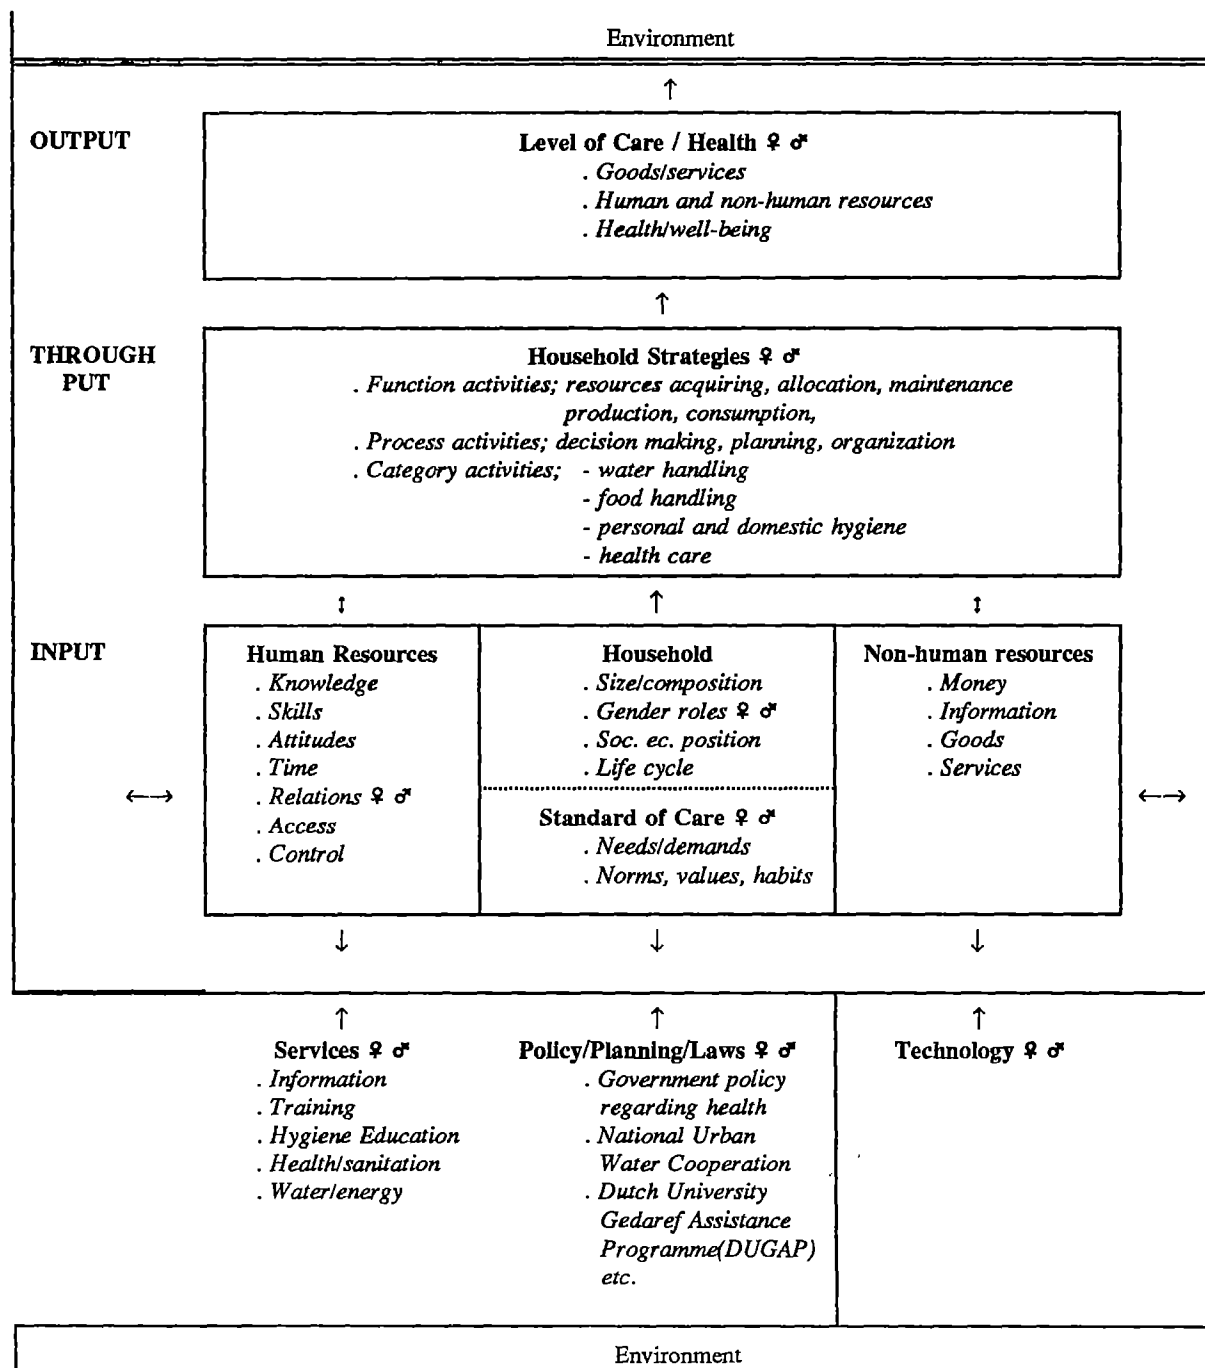 Environment
↑
OUTPUT
Level of Care / Health ♀ ♂
. Goods/services
. Human and non-human resources
. Health/well-being
↑
THROUGH
PUT
Household Strategies ♀ ♂
. Function activities; resources acquiring, allocation, maintenance
production, consumption,
. Process activities; decision making, planning, organization
. Category activities; - water handling
- food handling
- personal and domestic hygiene
- health care
↕ ↑ ↕
INPUT
Human Resources
. Knowledge
. Skills
. Attitudes
. Time
. Relations ♀ ♂
. Access
. Control
Household
. Size/composition
. Gender roles ♀ ♂
. Soc. ec. position
. Life cycle
Standard of Care ♀ ♂
. Needs/demands
. Norms, values, habits
Non-human resources
. Money
. Information
. Goods
. Services
←→ ←→
↓ ↓ ↓
↑ ↑ ↑
Services ♀ ♂
. Information
. Training
. Hygiene Education
. Health/sanitation
. Water/energy
Policy/Planning/Laws ♀ ♂
. Government policy
regarding health
. National Urban
Water Cooperation
. Dutch University
Gedaref Assistance
Programme(DUGAP)
etc.
Technology ♀ ♂
Environment